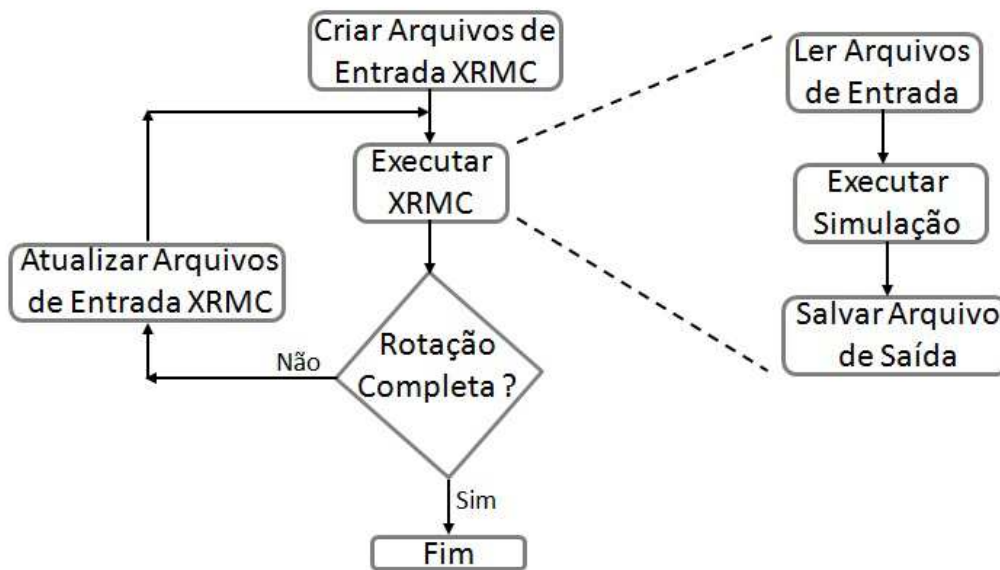 Criar Arquivos de
Entrada XRMC
Executar
XRMC
Atualizar Arquivos
de Entrada XRMC
Rotação
Completa ?
Não
Sim
Fim
Ler Arquivos
de Entrada
Executar
Simulação
Salvar Arquivo
de Saída